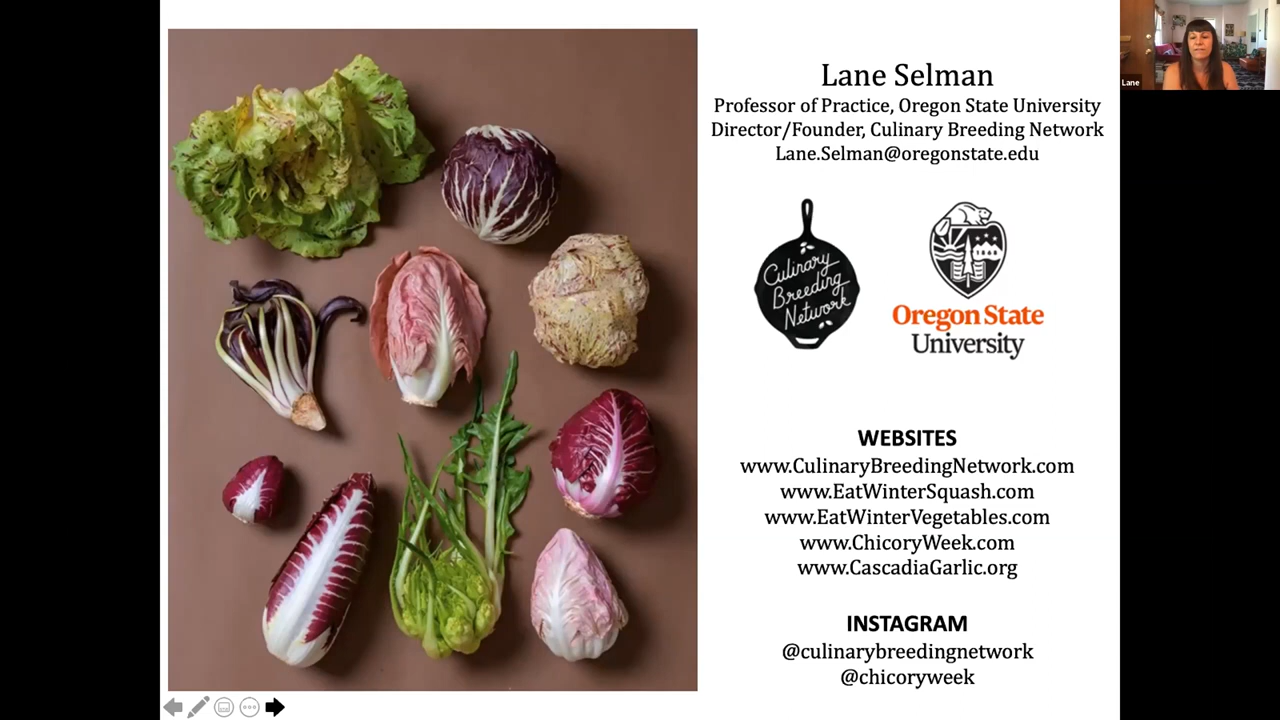 Lane Selman
Professor of Practice, Oregon State University
Director/Founder, Culinary Breeding Network
Lane.Selman@oregonstate.edu
Culinary
Breeding
Network
Oregon State
University
WEBSITES
www.CulinaryBreedingNetwork.com
www.EatWinterSquash.com
www.EatWinterVegetables.com
www.ChicoryWeek.com
www.CascadiaGarlic.org
INSTAGRAM
@culinarybreedingnetwork
@chicoryweek
Lane